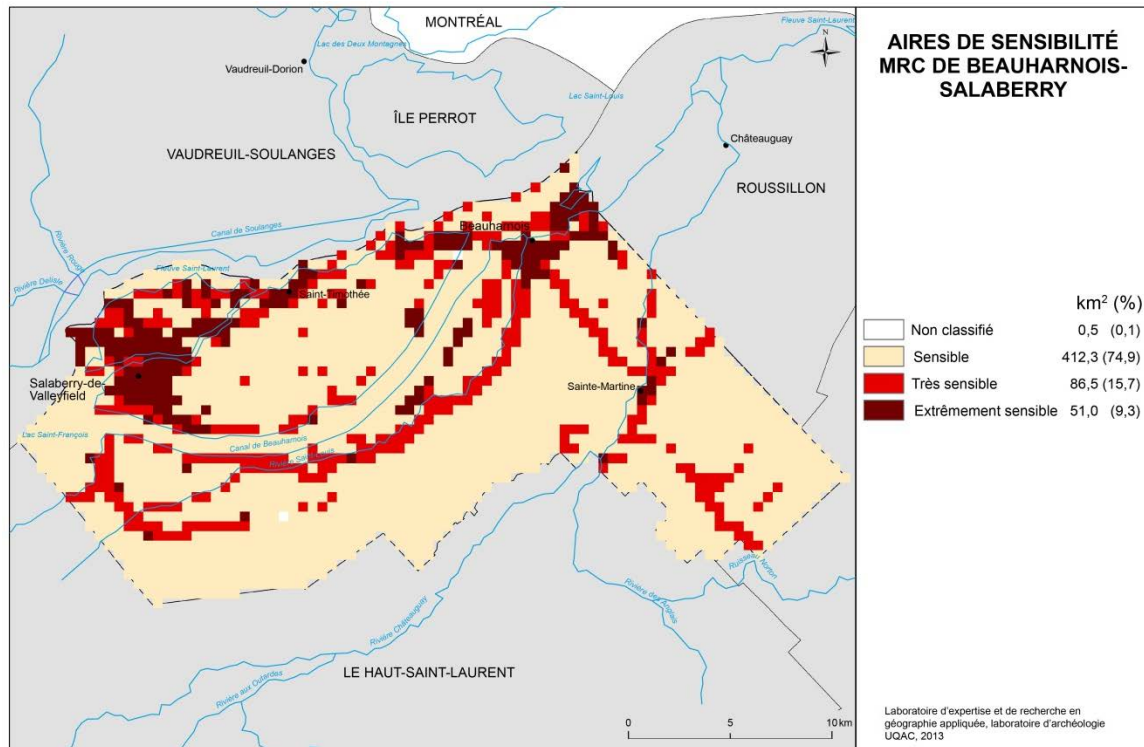 MONTRÉAL
Fleuve Saint-Laurent
Lac des Deux Montagnes
N
Vaudreuil-Dorion
Lac Saint-Louis
ÎLE PERROT
Châteauguay
VAUDREUIL-SOULANGES
ROUSSILLON
Canal de Soulanges
Beauharnois
Rivière Rouge
Fleuve Saint-Laurent
Rivière Delisle
Saint-Timothée
Salaberry-de-
Valleyfield
Sainte-Martine
Lac Saint-François
Canal de Beauharnois
Rivière Saint-Louis
Ruisseau Norton
Rivière des Anglais
Rivière Châteauguay
LE HAUT-SAINT-LAURENT
Rivière aux Outardes
0 5 10 km
AIRES DE SENSIBILITÉ
MRC DE BEAUHARNOIS-
SALABERRY
km² (%)
Non classifié 0,5 (0,1)
Sensible 412,3 (74,9)
Très sensible 86,5 (15,7)
Extrêmement sensible 51,0 (9,3)
Laboratoire d'expertise et de recherche en
géographie appliquée, laboratoire d'archéologie
UQAC, 2013